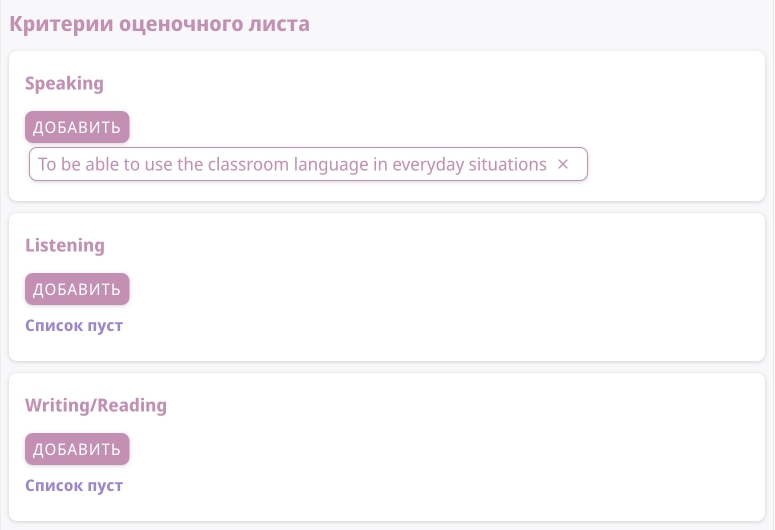 Критерии оценочного листа
Speaking
ДОБАВИТЬ
To be able to use the classroom language in everyday situations ×
Listening
ДОБАВИТЬ
Список пуст
Writing/Reading
ДОБАВИТЬ
Список пуст